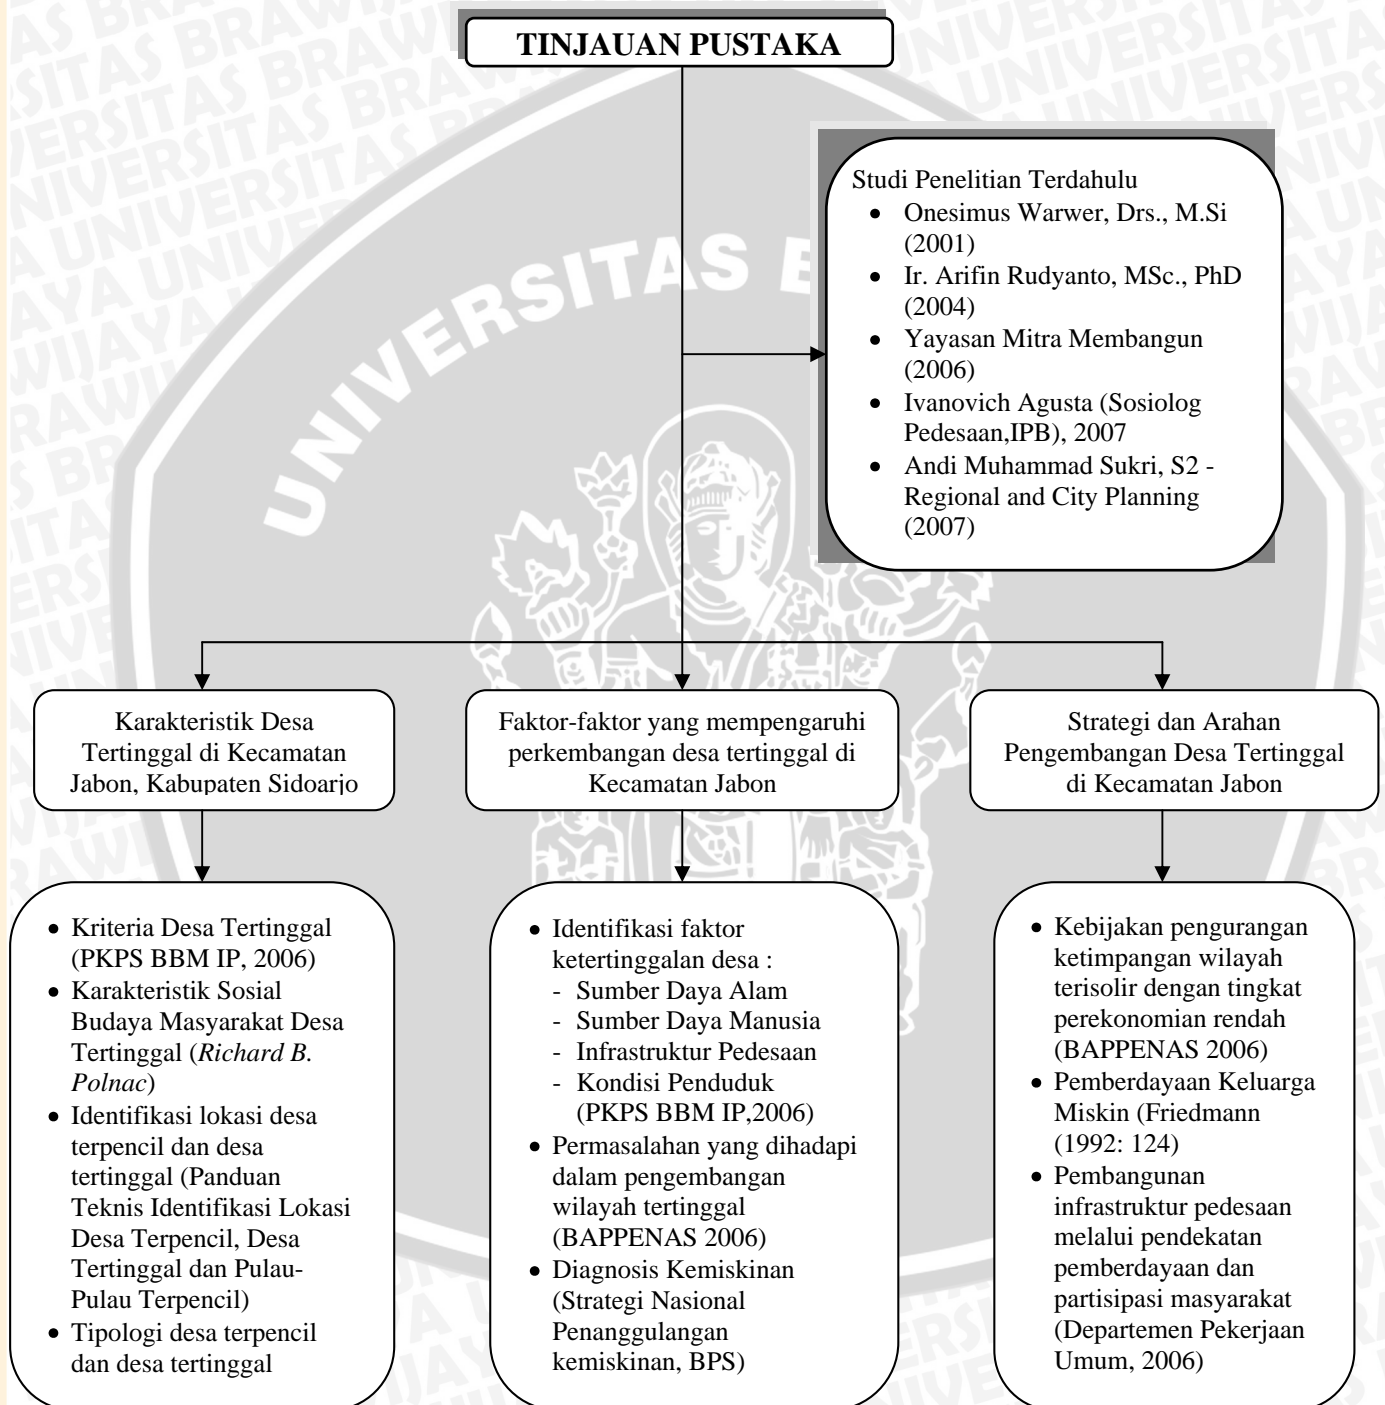 TINJAUAN PUSTAKA
Studi Penelitian Terdahulu
• Onesimus Warwer, Drs., M.Si
(2001)
• Ir. Arifin Rudyanto, MSc., PhD
(2004)
• Yayasan Mitra Membangun
(2006)
• Ivanovich Agusta (Sosiolog
Pedesaan,IPB), 2007
• Andi Muhammad Sukri, S2 -
Regional and City Planning
(2007)
Karakteristik Desa
Tertinggal di Kecamatan
Jabon, Kabupaten Sidoarjo
Faktor-faktor yang mempengaruhi
perkembangan desa tertinggal di
Kecamatan Jabon
Strategi dan Arahan
Pengembangan Desa Tertinggal
di Kecamatan Jabon
• Kriteria Desa Tertinggal
(PKPS BBM IP, 2006)
• Karakteristik Sosial
Budaya Masyarakat Desa
Tertinggal (Richard B.
Polnac)
• Identifikasi lokasi desa
terpencil dan desa
tertinggal (Panduan
Teknis Identifikasi Lokasi
Desa Terpencil, Desa
Tertinggal dan Pulau-
Pulau Terpencil)
• Tipologi desa terpencil
dan desa tertinggal
• Identifikasi faktor
ketertinggalan desa :
- Sumber Daya Alam
- Sumber Daya Manusia
- Infrastruktur Pedesaan
- Kondisi Penduduk
(PKPS BBM IP,2006)
• Permasalahan yang dihadapi
dalam pengembangan
wilayah tertinggal
(BAPPENAS 2006)
• Diagnosis Kemiskinan
(Strategi Nasional
Penanggulangan
kemiskinan, BPS)
• Kebijakan pengurangan
ketimpangan wilayah
terisolir dengan tingkat
perekonomian rendah
(BAPPENAS 2006)
• Pemberdayaan Keluarga
Miskin (Friedmann
(1992: 124)
• Pembangunan
infrastruktur pedesaan
melalui pendekatan
pemberdayaan dan
partisipasi masyarakat
(Departemen Pekerjaan
Umum, 2006)
UNIVERSITAS B